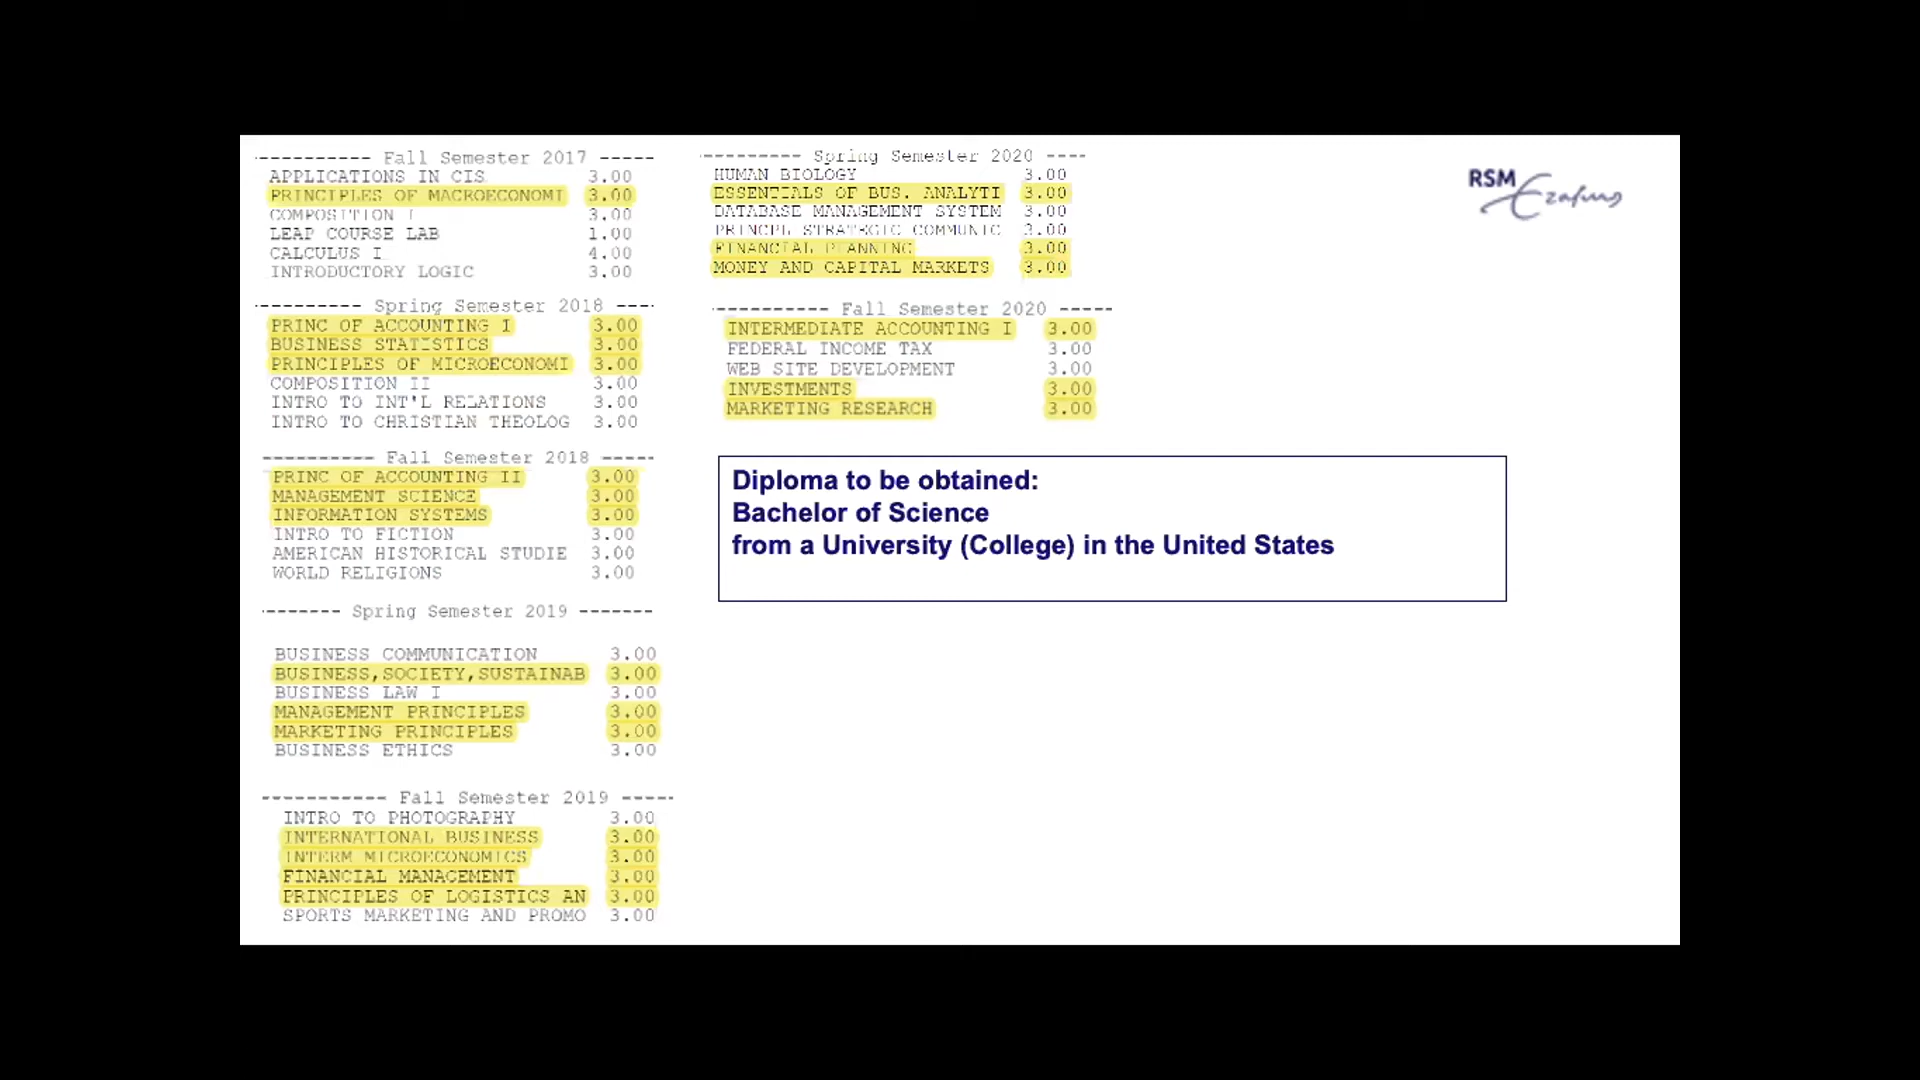 ----------- Fall Semester 2017 -----
APPLICATIONS IN CIS 3.00
PRINCIPLES OF MACROECONOMI 3.00
COMPOSITION I 3.00
LEAP COURSE LAB 1.00
CALCULUS I 4.00
INTRODUCTORY LOGIC 3.00
---------- Spring Semester 2018 ----
PRINC OF ACCOUNTING I 3.00
BUSINESS STATISTICS 3.00
PRINCIPLES OF MICROECONOMI 3.00
COMPOSITION II 3.00
INTRO TO INT'L RELATIONS 3.00
INTRO TO CHRISTIAN THEOLOG 3.00
----------- Fall Semester 2018 -----
PRINC OF ACCOUNTING II 3.00
MANAGEMENT SCIENCE 3.00
INFORMATION SYSTEMS 3.00
INTRO TO FICTION 3.00
AMERICAN HISTORICAL STUDIE 3.00
WORLD RELIGIONS 3.00
------- Spring Semester 2019 -------
BUSINESS COMMUNICATION 3.00
BUSINESS,SOCIETY,SUSTAINAB 3.00
BUSINESS LAW I 3.00
MANAGEMENT PRINCIPLES 3.00
MARKETING PRINCIPLES 3.00
BUSINESS ETHICS 3.00
----------- Fall Semester 2019 -----
INTRO TO PHOTOGRAPHY 3.00
INTERNATIONAL BUSINESS 3.00
INTERM MICROECONOMICS 3.00
FINANCIAL MANAGEMENT 3.00
PRINCIPLES OF LOGISTICS AN 3.00
SPORTS MARKETING AND PROMO 3.00
---------- Spring Semester 2020 ----
HUMAN BIOLOGY 3.00
ESSENTIALS OF BUS. ANALYTI 3.00
DATABASE MANAGEMENT SYSTEM 3.00
PRINCPL STRATEGIC COMMUNIC 3.00
FINANCIAL PLANNING 3.00
MONEY AND CAPITAL MARKETS 3.00
----------- Fall Semester 2020 -----
INTERMEDIATE ACCOUNTING I 3.00
FEDERAL INCOME TAX 3.00
WEB SITE DEVELOPMENT 3.00
INVESTMENTS 3.00
MARKETING RESEARCH 3.00
RSM Erasmus
Diploma to be obtained:
Bachelor of Science
from a University (College) in the United States